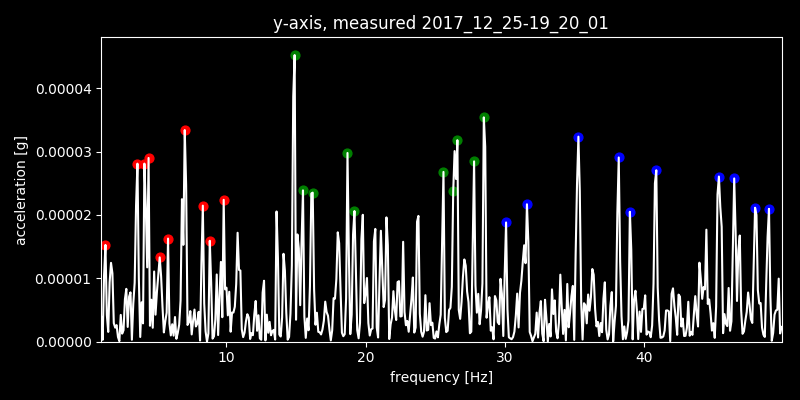 y-axis, measured 2017_12_25-19_20_01
0.00004
0.00003
0.00002
0.00001
0.00000
acceleration [g]
10 20 30 40
frequency [Hz]